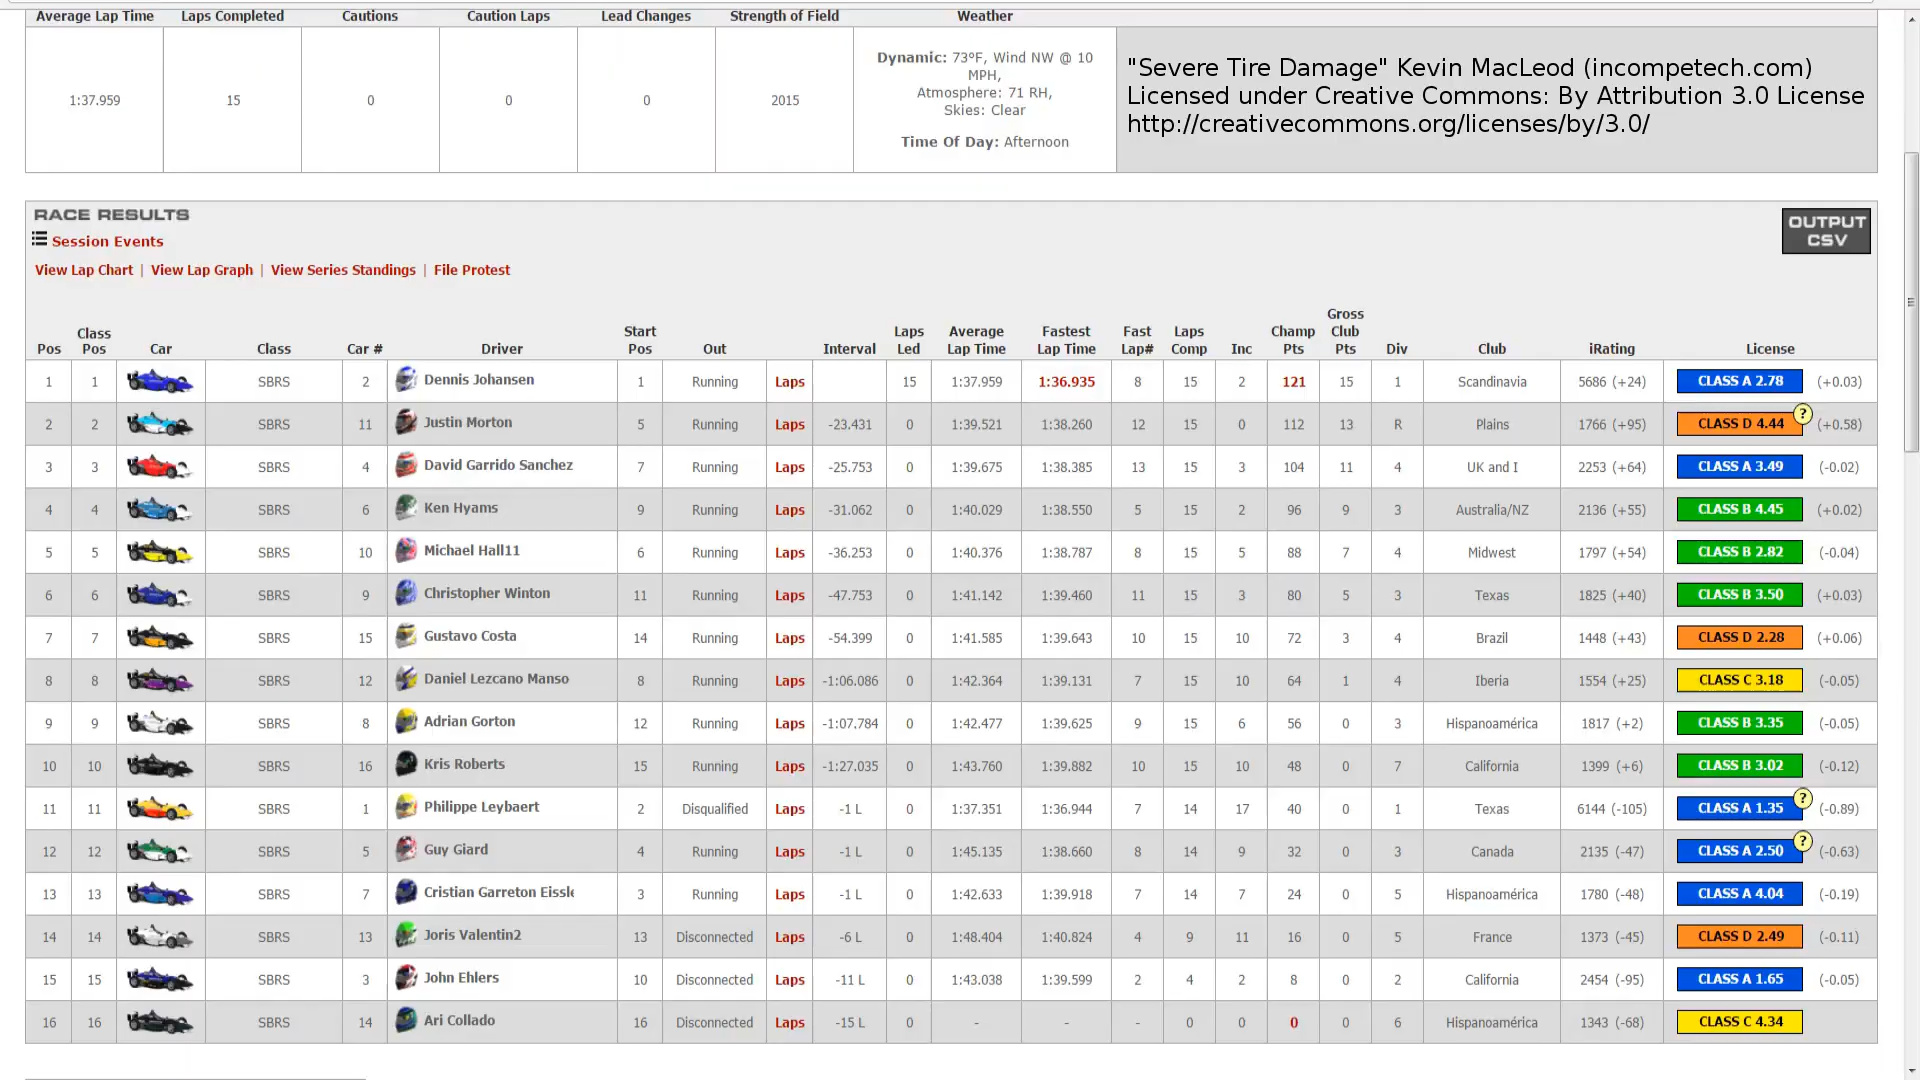 Average Lap Time Laps Completed Cautions Caution Laps Lead Changes Strength of Field Weather
1:37.959 15 0 0 0 2015
Dynamic: 73°F, Wind NW @ 10
MPH,
Atmosphere: 71 RH,
Skies: Clear
Time Of Day: Afternoon
"Severe Tire Damage" Kevin MacLeod (incompetech.com)
Licensed under Creative Commons: By Attribution 3.0 License
http://creativecommons.org/licenses/by/3.0/
RACE RESULTS
OUTPUT
CSV
Session Events
View Lap Chart | View Lap Graph | View Series Standings | File Protest
Pos Class Pos Car Class Car # Driver Start Pos Out Interval Laps Led Average Lap Time Fastest Lap Time Fast Lap# Laps Comp Inc Champ Pts Gross Club Pts Div Club iRating License
1 1 SBRS 2 Dennis Johansen 1 Running Laps 15 1:37.959 1:36.935 8 15 2 121 15 1 Scandinavia 5686 (+24) CLASS A 2.78 (+0.03)
2 2 SBRS 11 Justin Morton 5 Running Laps -23.431 0 1:39.521 1:38.260 12 15 0 112 13 R Plains 1766 (+95) CLASS D 4.44 ? (+0.58)
3 3 SBRS 4 David Garrido Sanchez 7 Running Laps -25.753 0 1:39.675 1:38.385 13 15 3 104 11 4 UK and I 2253 (+64) CLASS A 3.49 (-0.02)
4 4 SBRS 6 Ken Hyams 9 Running Laps -31.062 0 1:40.029 1:38.550 5 15 2 96 9 3 Australia/NZ 2136 (+55) CLASS B 4.45 (+0.02)
5 5 SBRS 10 Michael Hall11 6 Running Laps -36.253 0 1:40.376 1:38.787 8 15 5 88 7 4 Midwest 1797 (+54) CLASS B 2.82 (-0.04)
6 6 SBRS 9 Christopher Winton 11 Running Laps -47.753 0 1:41.142 1:39.460 11 15 3 80 5 3 Texas 1825 (+40) CLASS B 3.50 (+0.03)
7 7 SBRS 15 Gustavo Costa 14 Running Laps -54.399 0 1:41.585 1:39.643 10 15 10 72 3 4 Brazil 1448 (+43) CLASS D 2.28 (+0.06)
8 8 SBRS 12 Daniel Lezcano Manso 8 Running Laps -1:06.086 0 1:42.364 1:39.131 7 15 10 64 1 4 Iberia 1554 (+25) CLASS C 3.18 (-0.05)
9 9 SBRS 8 Adrian Gorton 12 Running Laps -1:07.784 0 1:42.477 1:39.625 9 15 6 56 0 3 Hispanoamérica 1817 (+2) CLASS B 3.35 (-0.05)
10 10 SBRS 16 Kris Roberts 15 Running Laps -1:27.035 0 1:43.760 1:39.882 10 15 10 48 0 7 California 1399 (+6) CLASS B 3.02 (-0.12)
11 11 SBRS 1 Philippe Leybaert 2 Disqualified Laps -1 L 0 1:37.351 1:36.944 7 14 17 40 0 1 Texas 6144 (-105) CLASS A 1.35 ? (-0.89)
12 12 SBRS 5 Guy Giard 4 Running Laps -1 L 0 1:45.135 1:38.660 8 14 9 32 0 3 Canada 2135 (-47) CLASS A 2.50 ? (-0.63)
13 13 SBRS 7 Cristian Garreton Eissle 3 Running Laps -1 L 0 1:42.633 1:39.918 7 14 7 24 0 5 Hispanoamérica 1780 (-48) CLASS A 4.04 (-0.19)
14 14 SBRS 13 Joris Valentin2 13 Disconnected Laps -6 L 0 1:48.404 1:40.824 4 9 11 16 0 5 France 1373 (-45) CLASS D 2.49 (-0.11)
15 15 SBRS 3 John Ehlers 10 Disconnected Laps -11 L 0 1:43.038 1:39.599 2 4 2 8 0 2 California 2454 (-95) CLASS A 1.65 (-0.05)
16 16 SBRS 14 Ari Collado 16 Disconnected Laps -15 L 0 - - - 0 0 0 0 6 Hispanoamérica 1343 (-68) CLASS C 4.34